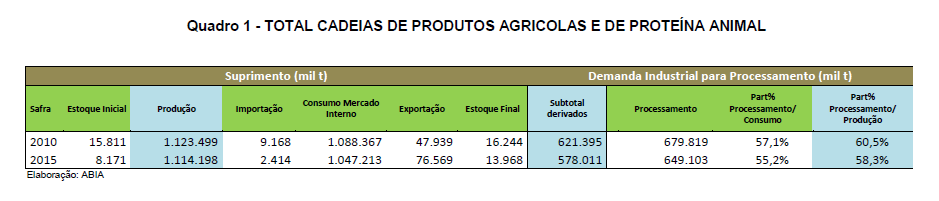 Quadro 1 - TOTAL CADEIAS DE PRODUTOS AGRICOLAS E DE PROTEÍNA ANIMAL
Suprimento (mil t) Demanda Industrial para Processamento (mil t)
Safra Estoque Inicial Produção Importação Consumo Mercado Interno Exportação Estoque Final Subtotal derivados Processamento Part% Processamento/ Consumo Part% Processamento/ Produção
2010 15.811 1.123.499 9.168 1.088.367 47.939 16.244 621.395 679.819 57,1% 60,5%
2015 8.171 1.114.198 2.414 1.047.213 76.569 13.968 578.011 649.103 55,2% 58,3%
Elaboração: ABIA